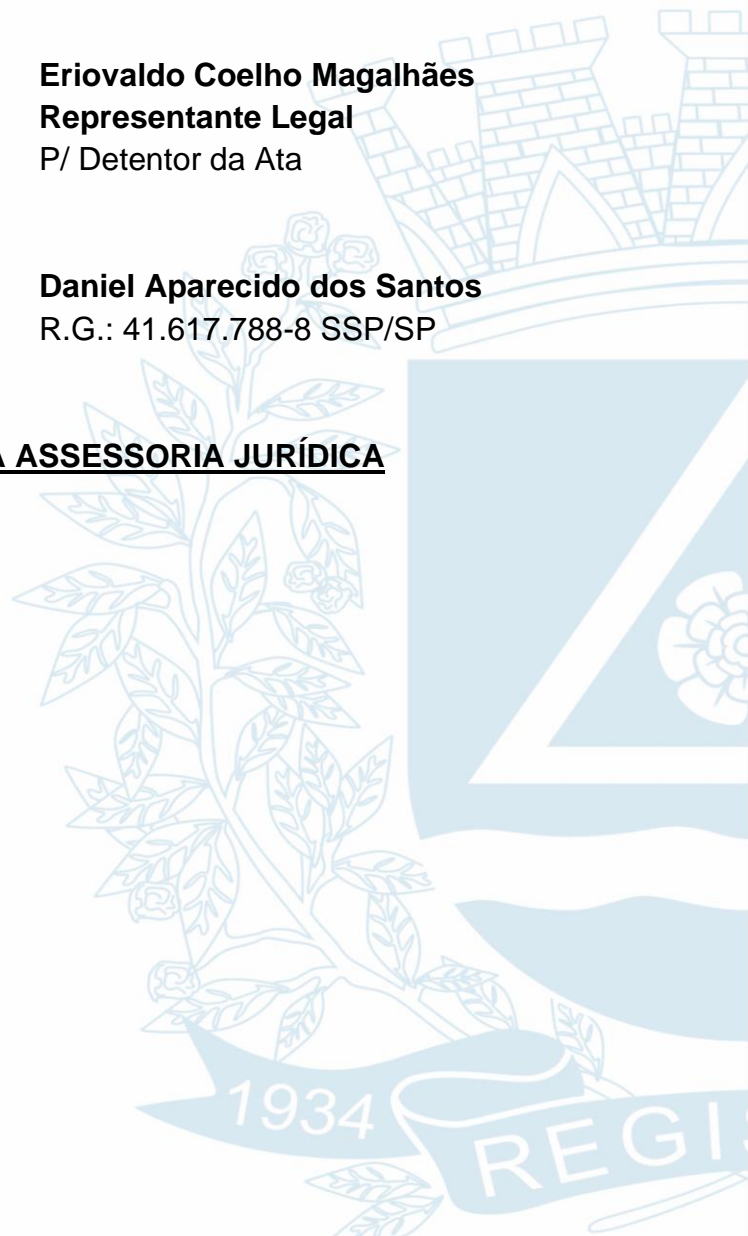 Eriovaldo Coelho Magalhães
Representante Legal
P/ Detentor da Ata
Daniel Aparecido dos Santos
R.G.: 41.617.788-8 SSP/SP
A ASSESSORIA JURÍDICA
1934
REGIS